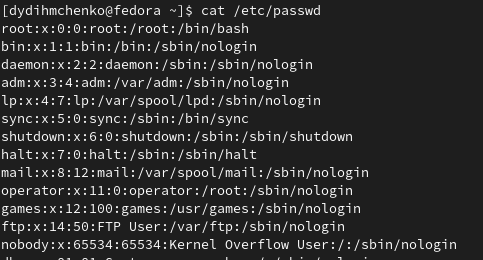 [dydihmchenko@fedora ~]$ cat /etc/passwd
root:x:0:0:root:/root:/bin/bash
bin:x:1:1:bin:/bin:/sbin/nologin
daemon:x:2:2:daemon:/sbin:/sbin/nologin
adm:x:3:4:adm:/var/adm:/sbin/nologin
lp:x:4:7:lp:/var/spool/lpd:/sbin/nologin
sync:x:5:0:sync:/sbin:/bin/sync
shutdown:x:6:0:shutdown:/sbin:/sbin/shutdown
halt:x:7:0:halt:/sbin:/sbin/halt
mail:x:8:12:mail:/var/spool/mail:/sbin/nologin
operator:x:11:0:operator:/root:/sbin/nologin
games:x:12:100:games:/usr/games:/sbin/nologin
ftp:x:14:50:FTP User:/var/ftp:/sbin/nologin
nobody:x:65534:65534:Kernel Overflow User:/:/sbin/nologin